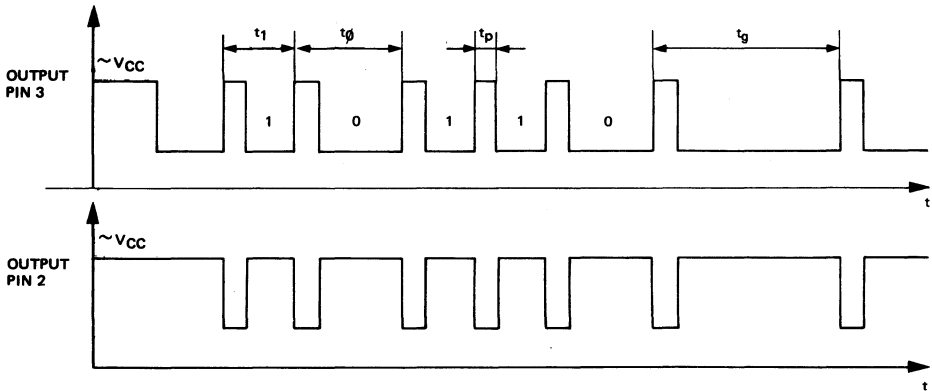 t1 tØ tp tg
~VCC
OUTPUT
PIN 3
1 0 1 1 0
t
~VCC
OUTPUT
PIN 2
t